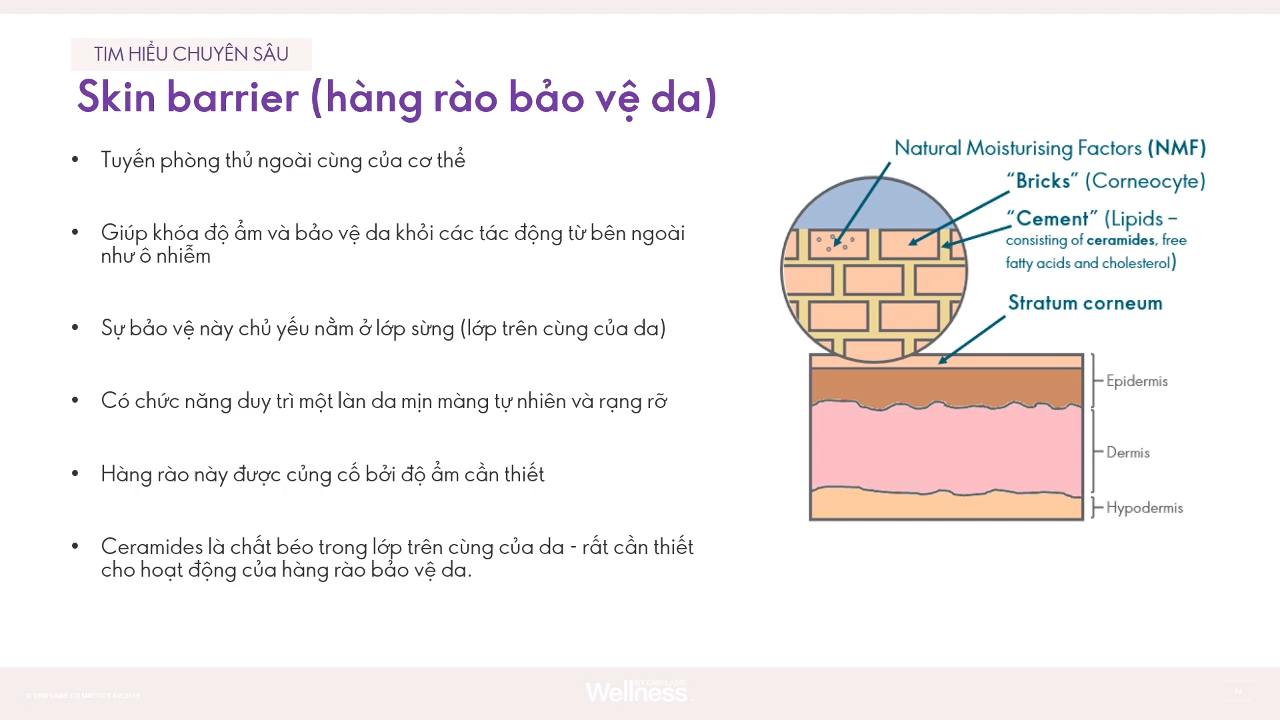 TIM HIỂU CHUYÊN SÂU
Skin barrier (hàng rào bảo vệ da)
• Tuyến phòng thủ ngoài cùng của cơ thể
• Giúp khóa độ ẩm và bảo vệ da khỏi các tác động từ bên ngoài
như ô nhiễm
• Sự bảo vệ này chủ yếu nằm ở lớp sừng (lớp trên cùng của da)
• Có chức năng duy trì một làn da mịn màng tự nhiên và rạng rỡ
• Hàng rào này được củng cố bởi độ ẩm cần thiết
• Ceramides là chất béo trong lớp trên cùng của da - rất cần thiết
cho hoạt động của hàng rào bảo vệ da.
Natural Moisturising Factors (NMF)
“Bricks” (Corneocyte)
“Cement” (Lipids –
consisting of ceramides, free
fatty acids and cholesterol)
Stratum corneum
Epidermis
Dermis
Hypodermis
Wellness